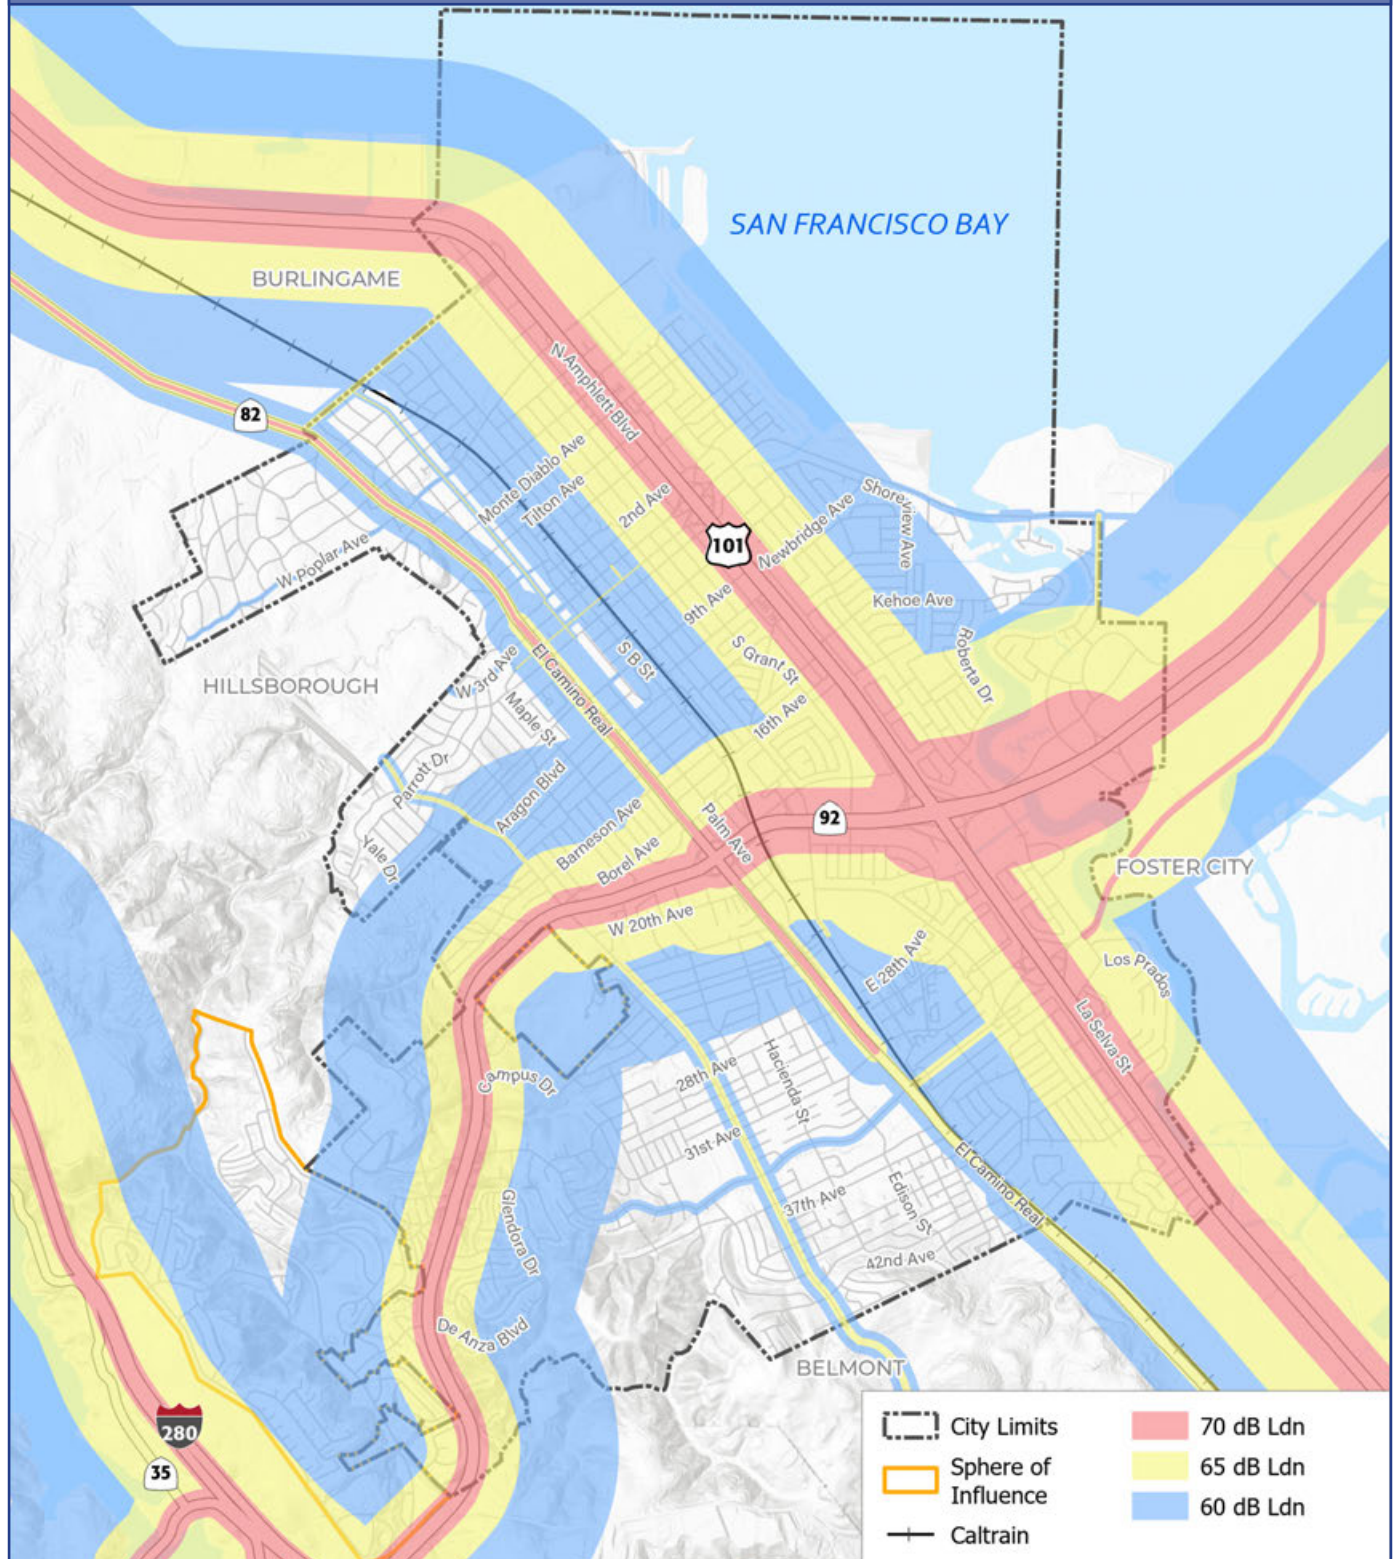 SAN FRANCISCO BAY
BURLINGAME
N Amphlett Blvd
82
Monte Diablo Ave
Tilton Ave
2nd Ave
Shoreview Ave
Newbridge Ave
101
W Poplar Ave
9th Ave
Kehoe Ave
S Grant St
Roberta Dr
S B St
El Camino Real
W 3rd Ave
HILLSBOROUGH
Maple St
16th Ave
Parrott Dr
Aragon Blvd
Palm Ave
92
Barneson Ave
Borel Ave
Yale Dr
FOSTER CITY
W 20th Ave
E 28th Ave
Los Prados
La Selva St
Hacienda St
28th Ave
Campus Dr
31st Ave
El Camino Real
37th Ave
Edison St
Glendora Dr
42nd Ave
De Anza Blvd
BELMONT
280
35
City Limits
Sphere of
Influence
Caltrain
70 dB Ldn
65 dB Ldn
60 dB Ldn